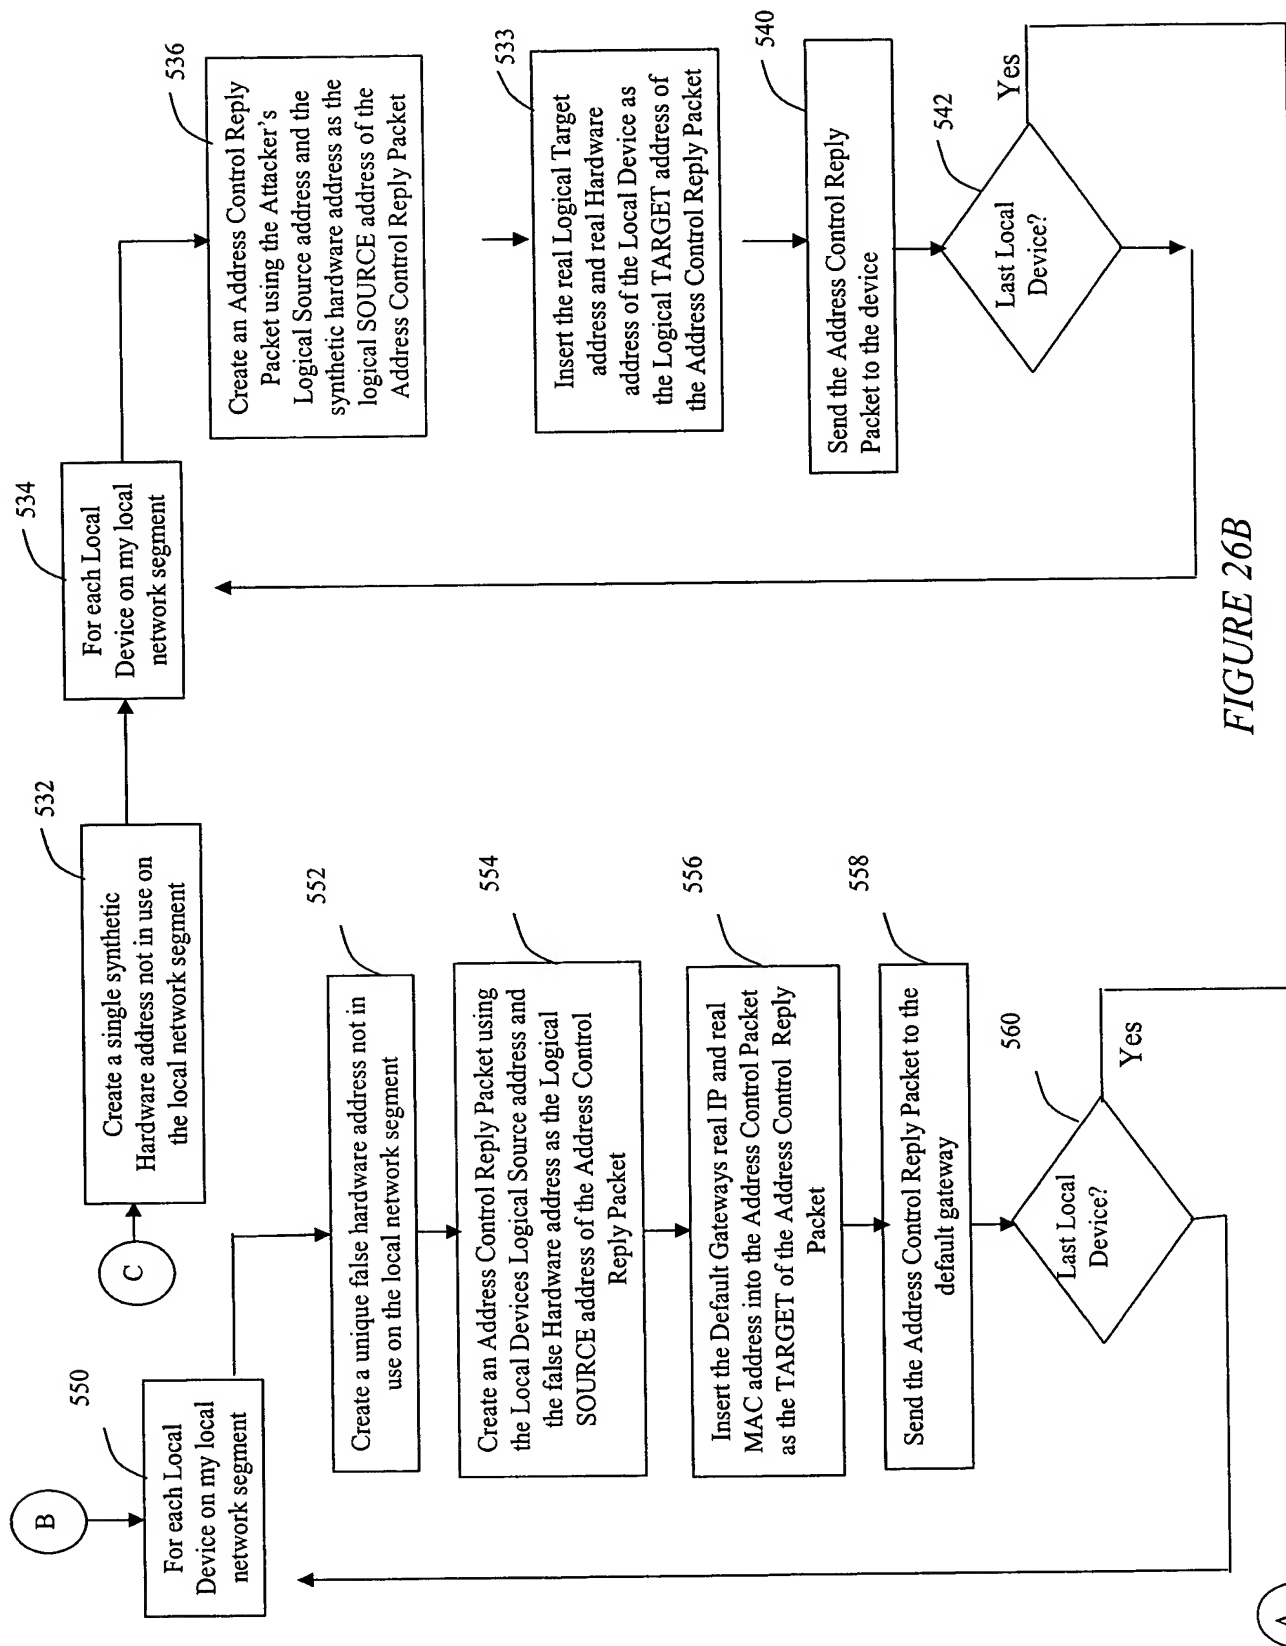 B
550
For each Local
Device on my local
network segment
552
Create a unique false hardware address not in
use on the local network segment
554
Create an Address Control Reply Packet using
the Local Devices Logical Source address and
the false Hardware address as the Logical
SOURCE address of the Address Control
Reply Packet
556
Insert the Default Gateways real IP and real
MAC address into the Address Control Packet
as the TARGET of the Address Control Reply
Packet
558
Send the Address Control Reply Packet to the
default gateway
560
Last Local
Device?
Yes
A
C
532
Create a single synthetic
Hardware address not in use on
the local network segment
534
For each Local
Device on my local
network segment
536
Create an Address Control Reply
Packet using the Attacker's
Logical Source address and the
synthetic hardware address as the
logical SOURCE address of the
Address Control Reply Packet
533
Insert the real Logical Target
address and real Hardware
address of the Local Device as
the Logical TARGET address of
the Address Control Reply Packet
540
Send the Address Control Reply
Packet to the device
542
Last Local
Device?
Yes
FIGURE 26B